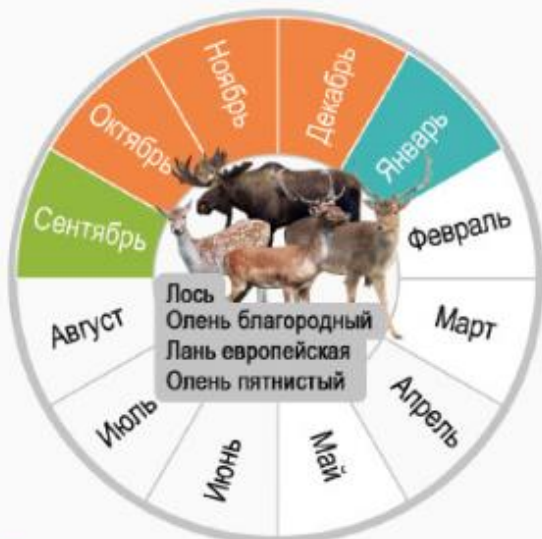 Январь
Февраль
Март
Апрель
Май
Июнь
Июль
Август
Сентябрь
Октябрь
Ноябрь
Декабрь
Лось
Олень благородный
Лань европейская
Олень пятнистый